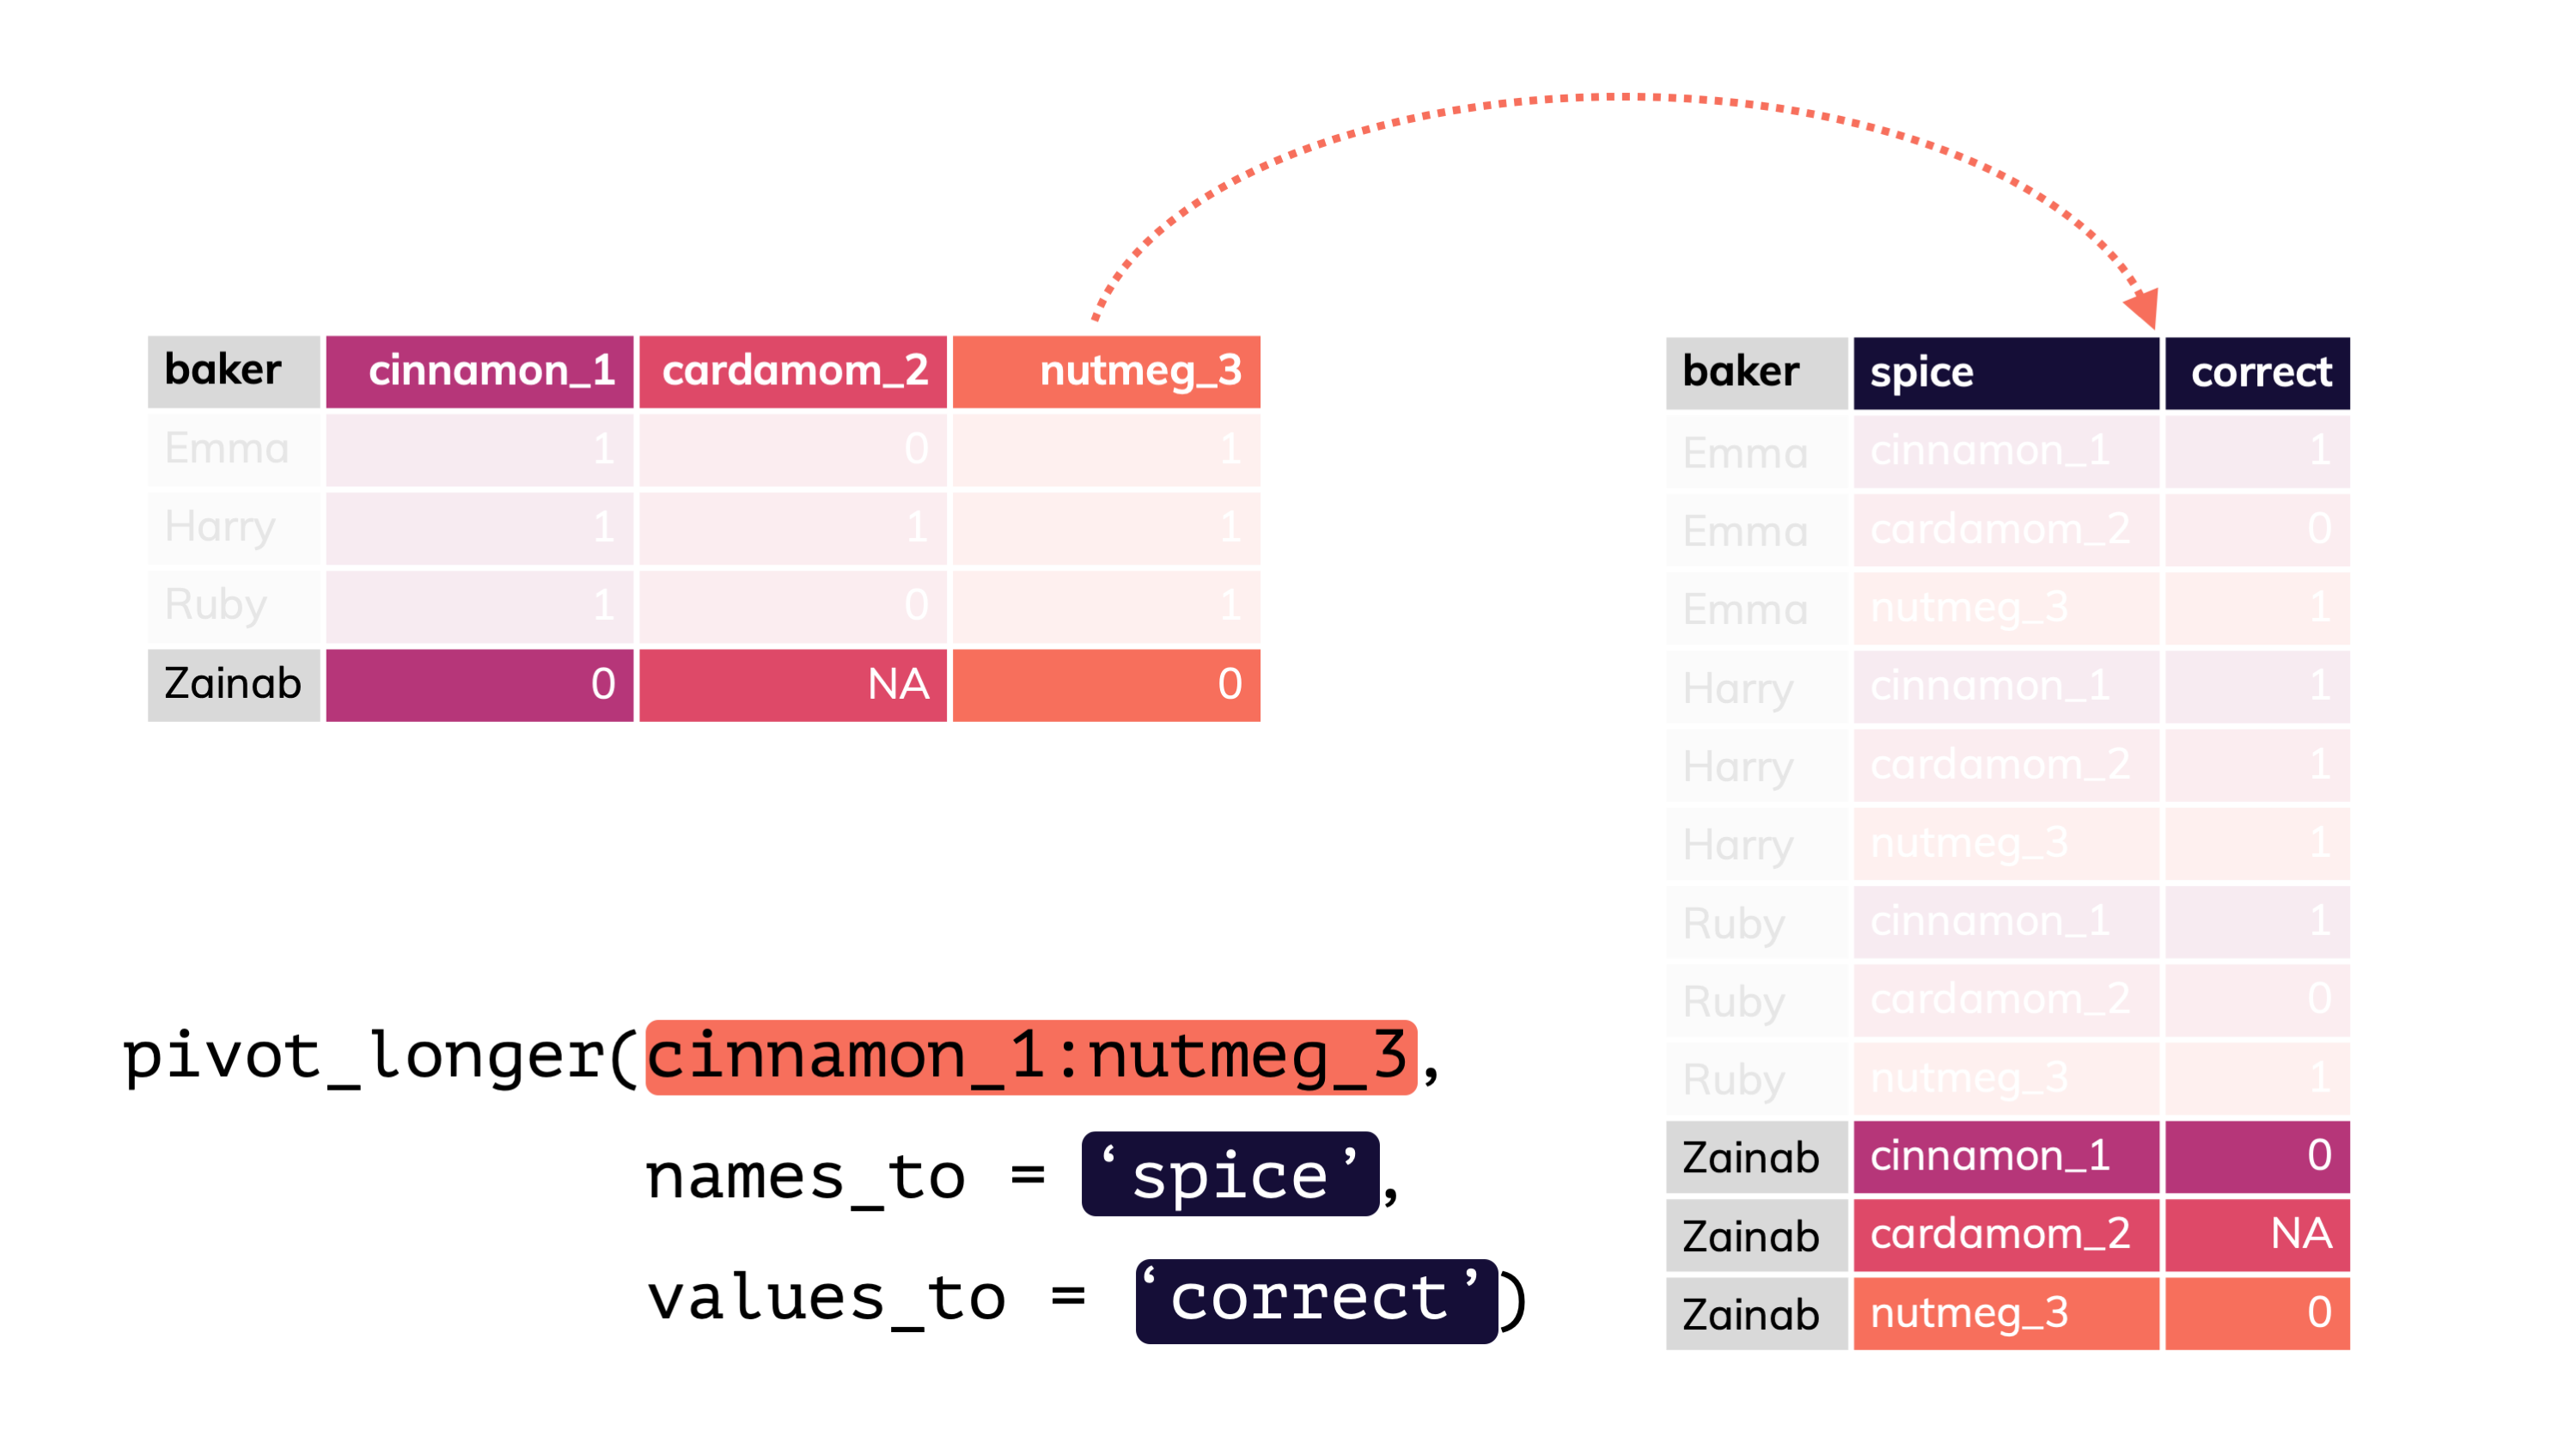 baker cinnamon_1 cardamom_2 nutmeg_3
Emma 1 0 1
Harry 1 1 1
Ruby 1 0 1
Zainab 0 NA 0
pivot_longer(cinnamon_1:nutmeg_3,
names_to = ‘spice’,
values_to = ‘correct’)
baker spice correct
Emma cinnamon_1 1
Emma cardamom_2 0
Emma nutmeg_3 1
Harry cinnamon_1 1
Harry cardamom_2 1
Harry nutmeg_3 1
Ruby cinnamon_1 1
Ruby cardamom_2 0
Ruby nutmeg_3 1
Zainab cinnamon_1 0
Zainab cardamom_2 NA
Zainab nutmeg_3 0